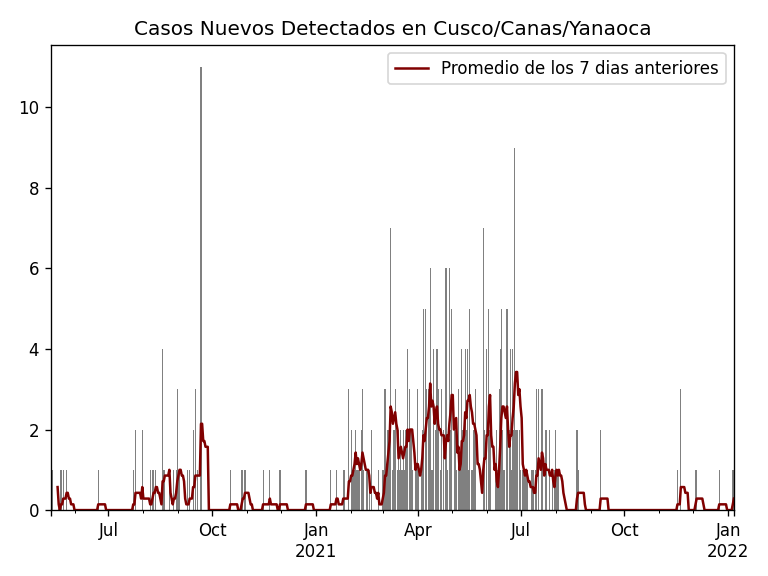 Casos Nuevos Detectados en Cusco/Canas/Yanaoca
Promedio de los 7 dias anteriores
10
8
6
4
2
0
Jul
Oct
Jan
2021
Apr
Jul
Oct
Jan
2022